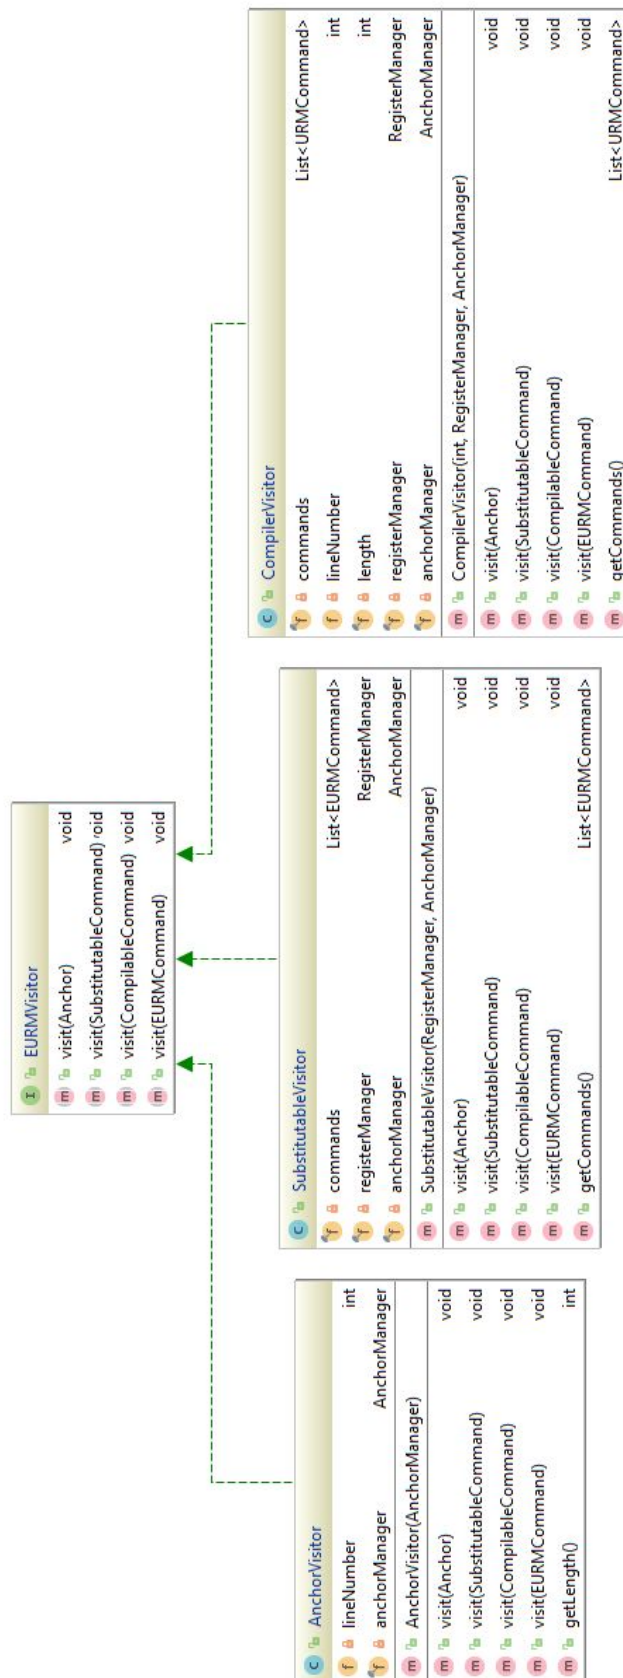 EURMVisitor
visit(Anchor) void
visit(SubstitutableCommand) void
visit(CompilableCommand) void
visit(EURMCommand) void
AnchorVisitor
lineNumber int
anchorManager AnchorManager
AnchorVisitor(AnchorManager)
visit(Anchor) void
visit(SubstitutableCommand) void
visit(CompilableCommand) void
visit(EURMCommand) void
getLength() int
SubstitutableVisitor
commands List<EURMCommand>
registerManager RegisterManager
anchorManager AnchorManager
SubstitutableVisitor(RegisterManager, AnchorManager)
visit(Anchor) void
visit(SubstitutableCommand) void
visit(CompilableCommand) void
visit(EURMCommand) void
getCommands() List<EURMCommand>
CompilerVisitor
commands List<URMCommand>
lineNumber int
length int
registerManager RegisterManager
anchorManager AnchorManager
CompilerVisitor(int, RegisterManager, AnchorManager)
visit(Anchor) void
visit(SubstitutableCommand) void
visit(CompilableCommand) void
visit(EURMCommand) void
getCommands() List<URMCommand>